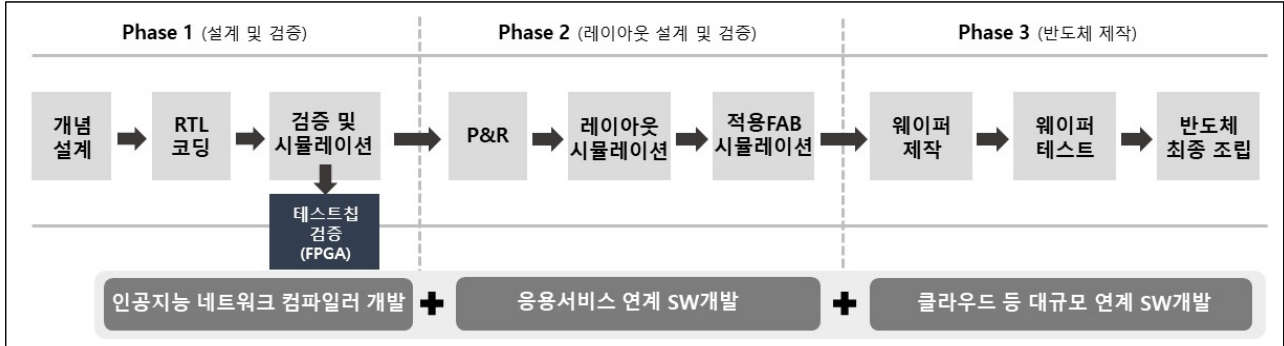 Phase 1 (설계 및 검증)
Phase 2 (레이아웃 설계 및 검증)
Phase 3 (반도체 제작)
개념
설계
RTL
코딩
검증 및
시뮬레이션
P&R
레이아웃
시뮬레이션
적용FAB
시뮬레이션
웨이퍼
제작
웨이퍼
테스트
반도체
최종 조립
테스트칩
검증
(FPGA)
인공지능 네트워크 컴파일러 개발
응용서비스 연계 SW개발
클라우드 등 대규모 연계 SW개발